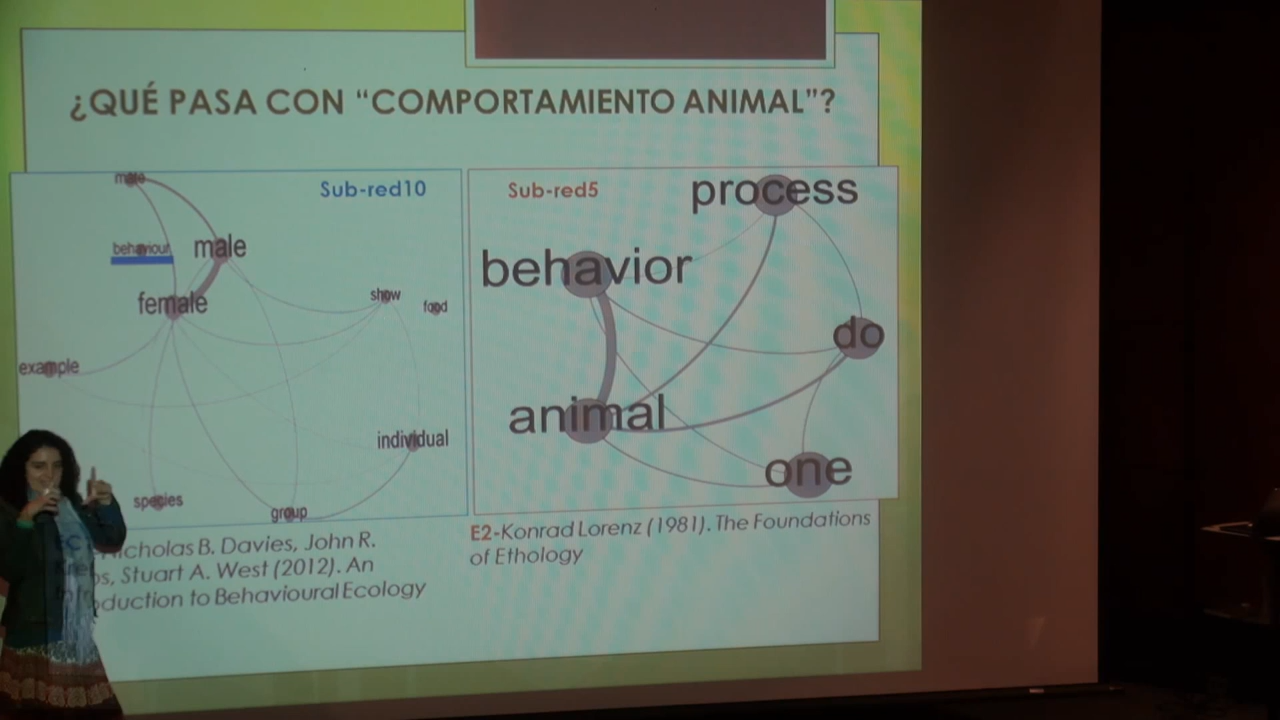 ¿QUÉ PASA CON “COMPORTAMIENTO ANIMAL”?
Sub-red10
male
behaviour
female
show
food
example
individual
species
group
Sub-red5
process
behavior
do
animal
one
Nicholas B. Davies, John R.
Stuart A. West (2012). An
to Behavioural Ecology
E2-Konrad Lorenz (1981). The Foundations
of Ethology